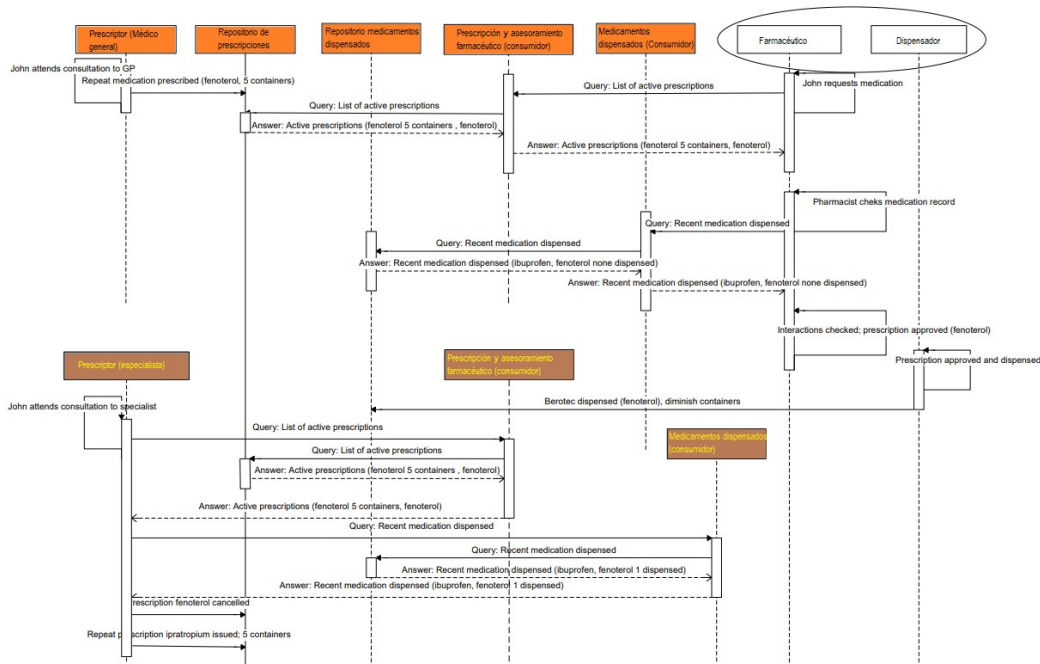 Prescriptor (Médico
general)
Repositorio de
prescripciones
Repositorio medicamentos
dispensados
Prescripción y asesoramiento
farmacéutico (consumidor)
Medicamentos
dispensados (Consumidor)
Farmacéutico
Dispensador
John attends consultation to GP
Repeat medication prescribed (fenoterol, 5 containers)
Query: List of active prescriptions
John requests medication
Query: List of active prescriptions
Answer: Active prescriptions (fenoterol 5 containers , fenoterol)
Answer: Active prescriptions (fenoterol 5 containers, fenoterol)
Pharmacist cheks medication record
Query: Recent medication dispensed
Query: Recent medication dispensed
Answer: Recent medication dispensed (ibuprofen, fenoterol none dispensed)
Answer: Recent medication dispensed (ibuprofen, fenoterol none dispensed)
Interactions checked; prescription approved (fenoterol)
Prescriptor (especialista)
Prescripción y asesoramiento
farmacéutico (consumidor)
Prescription approved and dispensed
Berotec dispensed (fenoterol), diminish containers
John attends consultation to specialist
Query: List of active prescriptions
Medicamentos dispensados
(consumidor)
Query: List of active prescriptions
Answer: Active prescriptions (fenoterol 5 containers , fenoterol)
Answer: Active prescriptions (fenoterol 5 containers, fenoterol)
Query: Recent medication dispensed
Query: Recent medication dispensed
Answer: Recent medication dispensed (ibuprofen, fenoterol 1 dispensed)
Answer: Recent medication dispensed (ibuprofen, fenoterol 1 dispensed)
rescription fenoterol cancelled
Repeat prescription ipratropium issued; 5 containers